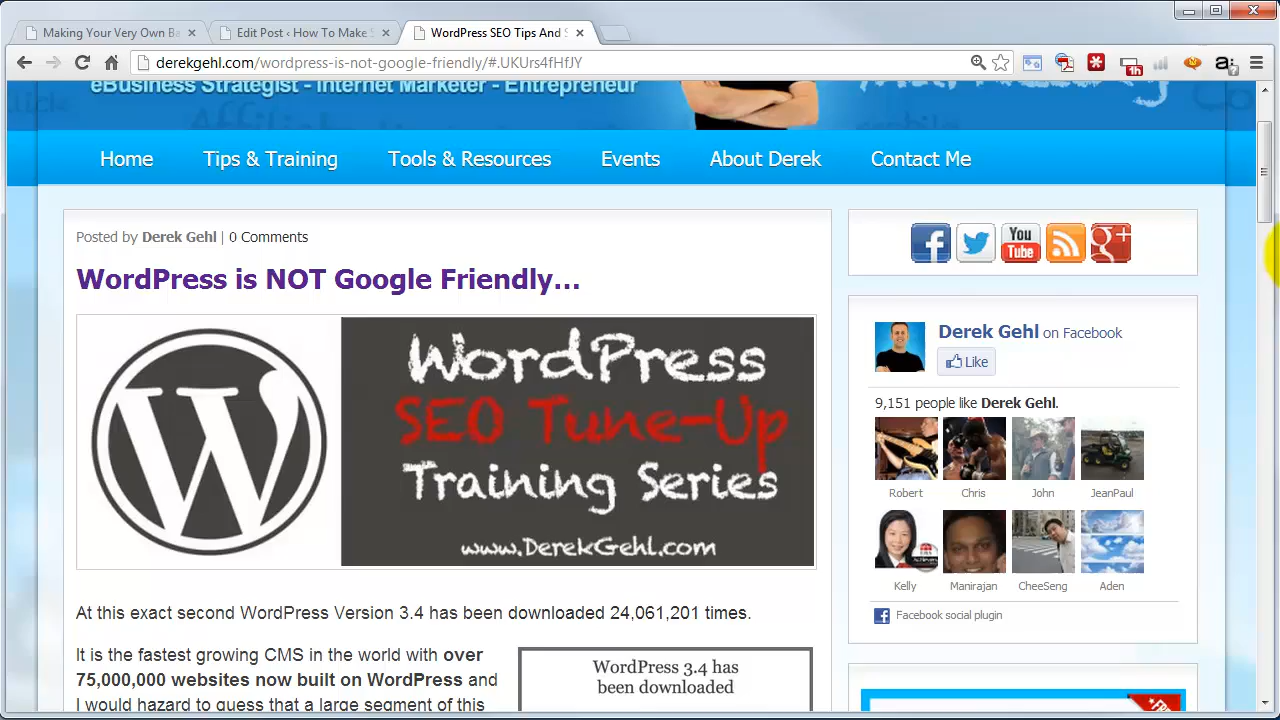 Making Your Very Own Ba
Edit Post ‹ How To Make
WordPress SEO Tips And S
derekgehl.com/wordpress-is-not-google-friendly/#.UKUrs4fHfJY
1h
eBusiness Strategist - Internet Marketer - Entrepreneur
Home
Tips & Training
Tools & Resources
Events
About Derek
Contact Me
Posted by Derek Gehl | 0 Comments
WordPress is NOT Google Friendly...
WordPress
SEO Tune-Up
Training Series
www.DerekGehl.com
At this exact second WordPress Version 3.4 has been downloaded 24,061,201 times.
It is the fastest growing CMS in the world with over
75,000,000 websites now built on WordPress and
I would hazard to guess that a large segment of this
WordPress 3.4 has
been downloaded
You
Tube
g+
Derek Gehl on Facebook
Like
9,151 people like Derek Gehl.
Robert
Chris
John
JeanPaul
Kelly
Manirajan
CheeSeng
Aden
Facebook social plugin